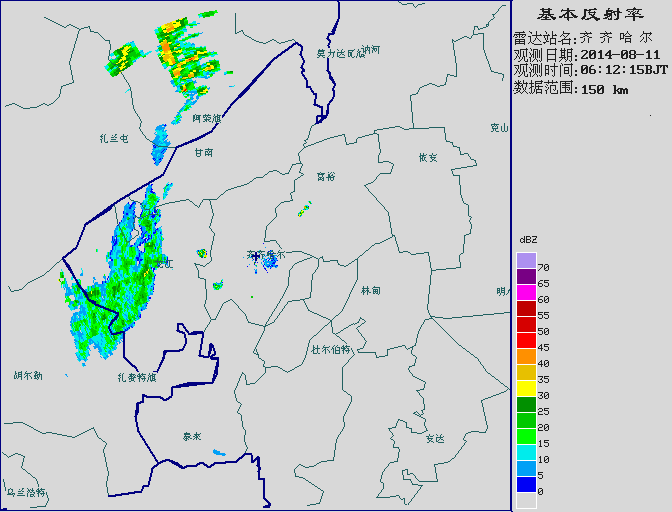 基本反射率
雷达站名:齐 齐 哈 尔
观测日期:2014-08-11
观测时间:06:12:15BJT
数据范围:150 km
dBZ
70
65
60
55
50
45
40
35
30
25
20
15
10
5
0
莫力达瓦旗
讷河
阿荣旗
克山
扎兰屯
甘南
依安
富裕
齐齐哈尔
龙江
林甸
明水
杜尔伯特
胡尔勒
扎赉特旗
泰来
安达
乌兰浩特